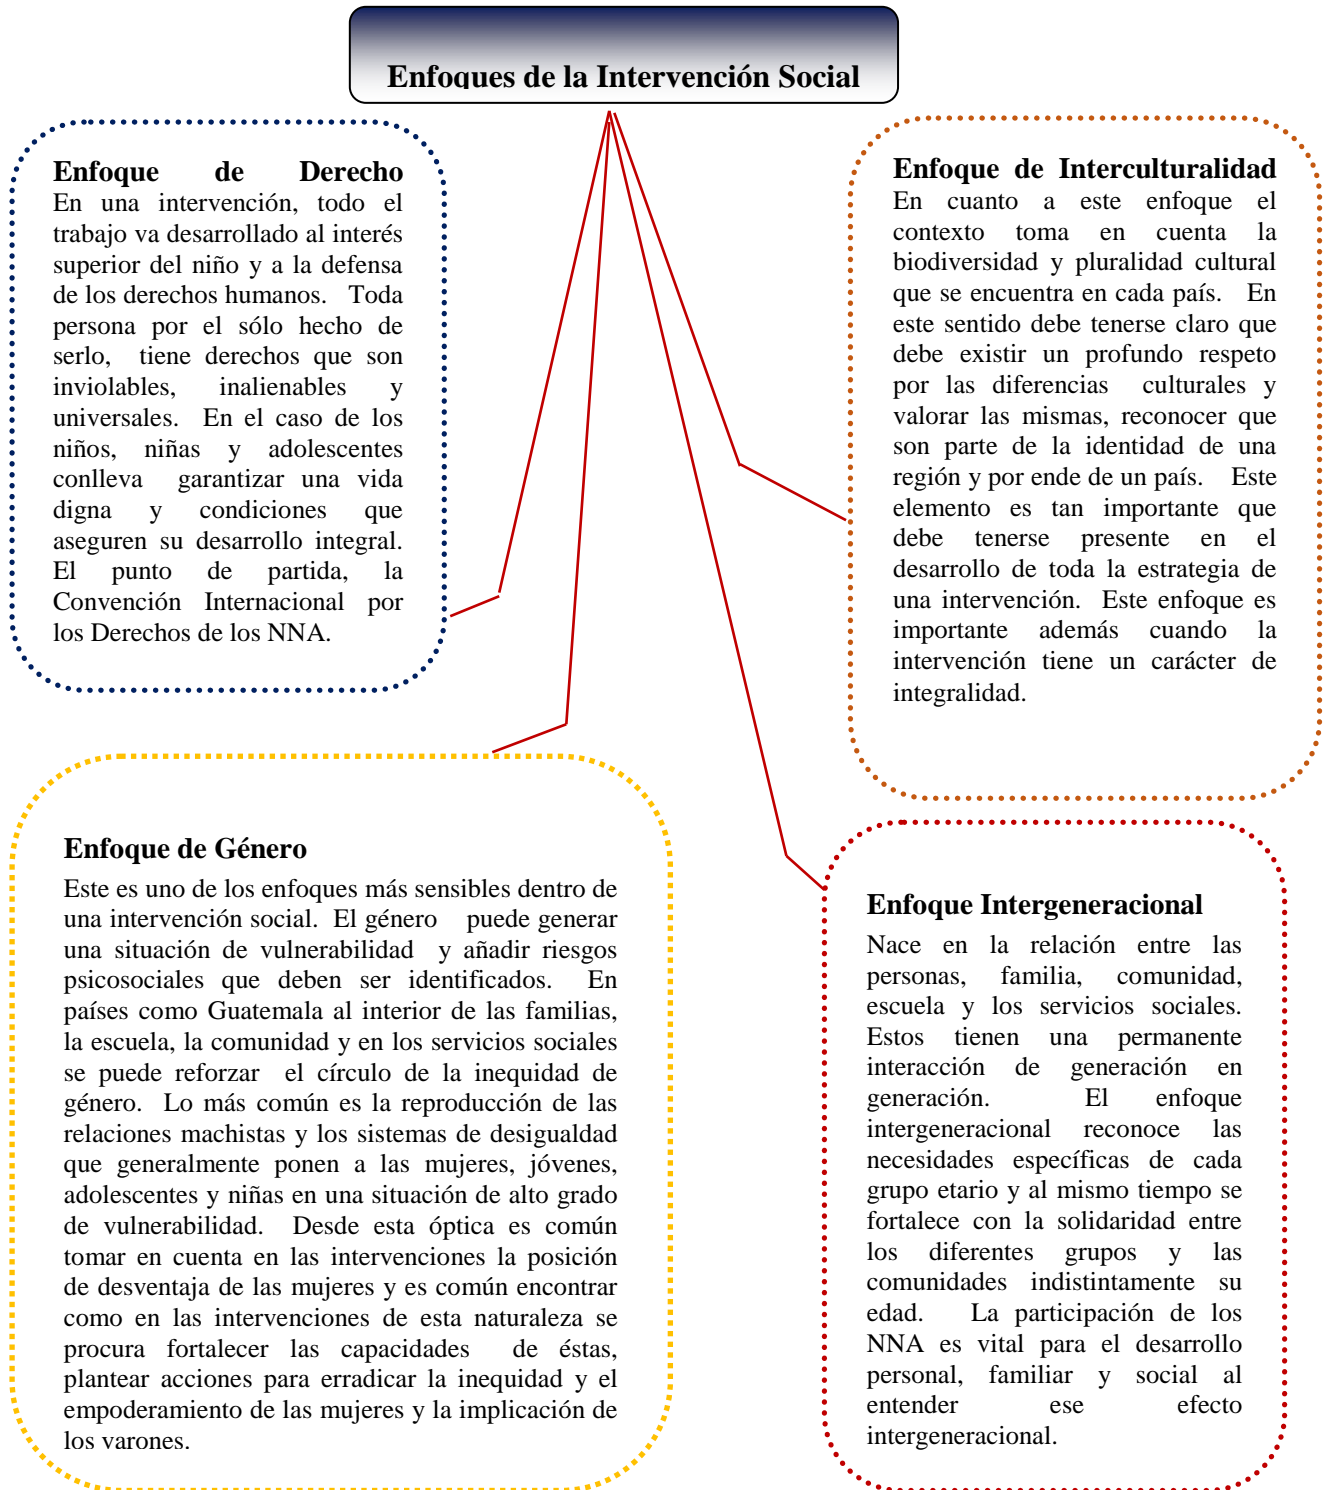 Enfoques de la Intervención Social
Enfoque de Derecho
En una intervención, todo el
trabajo va desarrollado al interés
superior del niño y a la defensa
de los derechos humanos. Toda
persona por el sólo hecho de
serlo, tiene derechos que son
inviolables, inalienables y
universales. En el caso de los
niños, niñas y adolescentes
conlleva garantizar una vida
digna y condiciones que
aseguren su desarrollo integral.
El punto de partida, la
Convención Internacional por
los Derechos de los NNA.
Enfoque de Interculturalidad
En cuanto a este enfoque el
contexto toma en cuenta la
biodiversidad y pluralidad cultural
que se encuentra en cada país. En
este sentido debe tenerse claro que
debe existir un profundo respeto
por las diferencias culturales y
valorar las mismas, reconocer que
son parte de la identidad de una
región y por ende de un país. Este
elemento es tan importante que
debe tenerse presente en el
desarrollo de toda la estrategia de
una intervención. Este enfoque es
importante además cuando la
intervención tiene un carácter de
integralidad.
Enfoque de Género
Este es uno de los enfoques más sensibles dentro de
una intervención social. El género puede generar
una situación de vulnerabilidad y añadir riesgos
psicosociales que deben ser identificados. En
países como Guatemala al interior de las familias,
la escuela, la comunidad y en los servicios sociales
se puede reforzar el círculo de la inequidad de
género. Lo más común es la reproducción de las
relaciones machistas y los sistemas de desigualdad
que generalmente ponen a las mujeres, jóvenes,
adolescentes y niñas en una situación de alto grado
de vulnerabilidad. Desde esta óptica es común
tomar en cuenta en las intervenciones la posición
de desventaja de las mujeres y es común encontrar
como en las intervenciones de esta naturaleza se
procura fortalecer las capacidades de éstas,
plantear acciones para erradicar la inequidad y el
empoderamiento de las mujeres y la implicación de
los varones.
Enfoque Intergeneracional
Nace en la relación entre las
personas, familia, comunidad,
escuela y los servicios sociales.
Estos tienen una permanente
interacción de generación en
generación. El enfoque
intergeneracional reconoce las
necesidades específicas de cada
grupo etario y al mismo tiempo se
fortalece con la solidaridad entre
los diferentes grupos y las
comunidades indistintamente su
edad. La participación de los
NNA es vital para el desarrollo
personal, familiar y social al
entender ese efecto
intergeneracional.